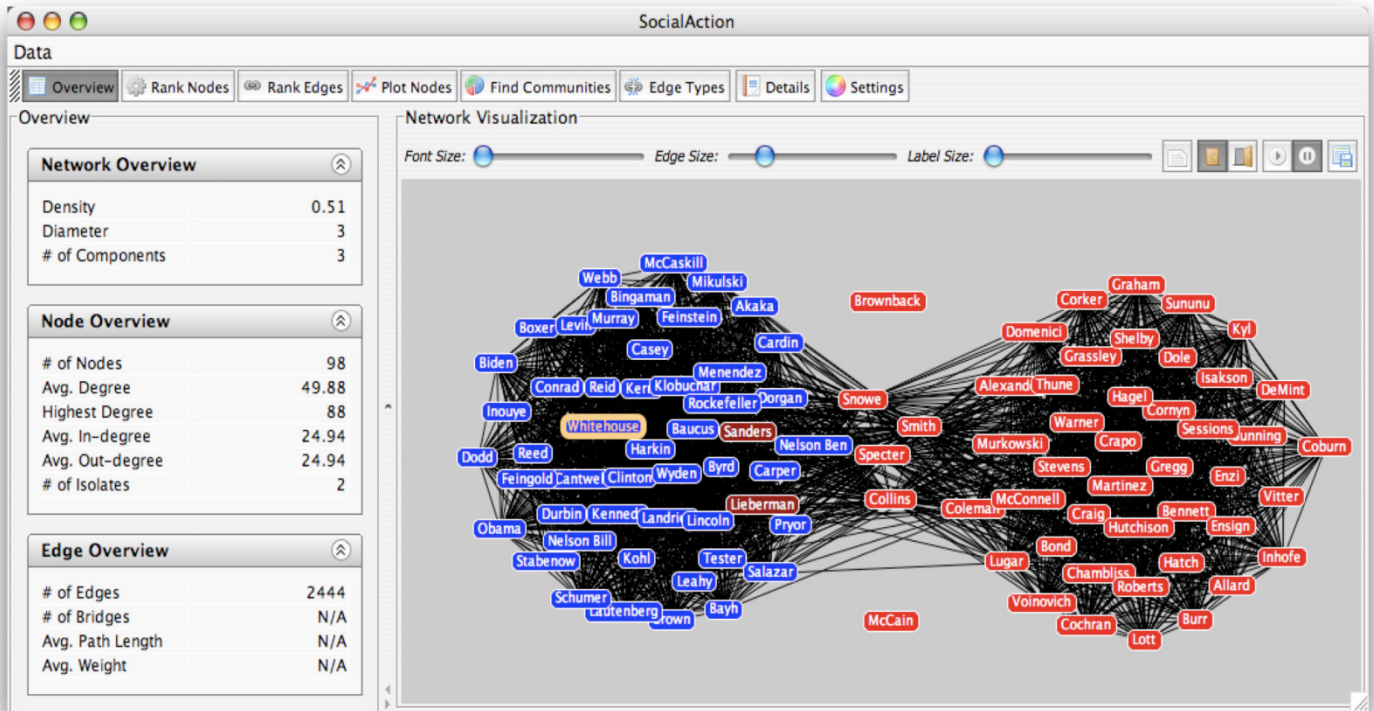 SocialAction
Data
Overview Rank Nodes Rank Edges Plot Nodes Find Communities Edge Types Details Settings
Overview
Network Overview
Density 0.51
Diameter 3
# of Components 3
Node Overview
# of Nodes 98
Avg. Degree 49.88
Highest Degree 88
Avg. In-degree 24.94
Avg. Out-degree 24.94
# of Isolates 2
Edge Overview
# of Edges 2444
# of Bridges N/A
Avg. Path Length N/A
Avg. Weight N/A
Network Visualization
Font Size: Edge Size: Label Size:
McCaskill
Webb
Mikulski
Bingaman
Akaka
Murray
Feinstein
Boxer
Levin
Cardin
Casey
Biden
Menendez
Conrad
Reid
Kerr
Klobuchar
Rockefeller
Dorgan
Inouye
Whitehouse
Baucus
Sanders
Nelson Ben
Harkin
Dodd
Reed
Feingold
Cantwel
Clinton
Wyden
Byrd
Carper
Lieberman
Durbin
Kenned
Landrie
Lincoln
Pryor
Obama
Nelson Bill
Stabenow
Kohl
Tester
Salazar
Leahy
Schumer
Lautenberg
Bayh
Brownback
Snowe
Smith
Specter
Collins
McCain
Graham
Corker
Sununu
Domenici
Shelby
Kyl
Grassley
Dole
Alexand
Thune
Isakson
DeMint
Hagel
Cornyn
Warner
Sessions
Murkowski
Crapo
Coburn
Stevens
Gregg
Enzi
Martinez
Vitter
Coleman
McConnell
Craig
Bennett
Hutchison
Ensign
Bond
Lugar
Hatch
Inhofe
Chambliss
Roberts
Allard
Voinovich
Cochran
Burr
Lott